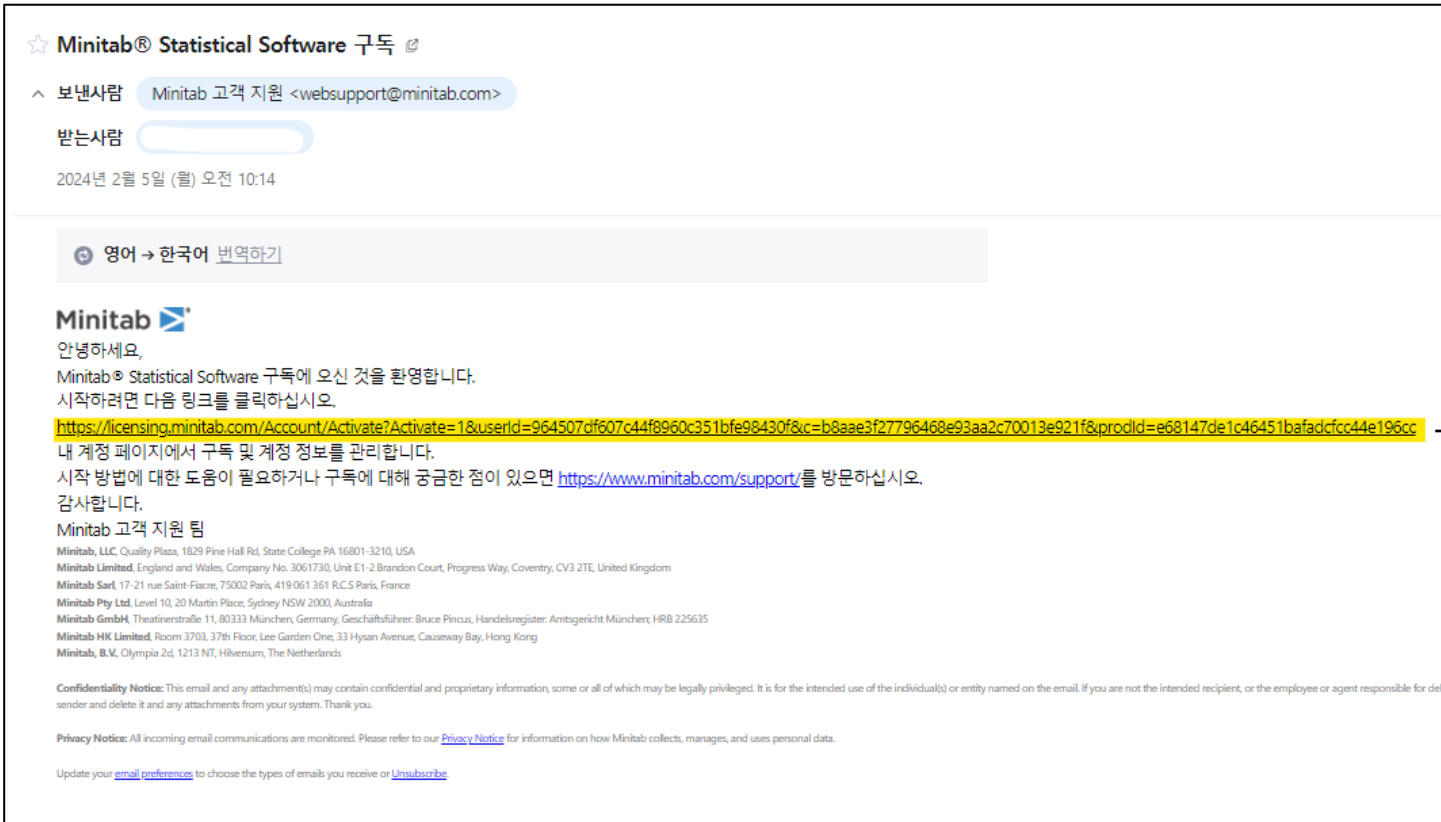 Minitab® Statistical Software 구독
보낸사람 Minitab 고객 지원 <websupport@minitab.com>
받는사람
2024년 2월 5일 (월) 오전 10:14
영어 → 한국어 번역하기
Minitab
안녕하세요,
Minitab® Statistical Software 구독에 오신 것을 환영합니다.
시작하려면 다음 링크를 클릭하십시오.
https://licensing.minitab.com/Account/Activate?Activate=1&userId=964507df607c44f8960c351bfe98430f&c=b8aae3f27796468e93aa2c70013e921f&prodId=e68147de1c46451bafadcfcc44e196cc
내 계정 페이지에서 구독 및 계정 정보를 관리합니다.
시작 방법에 대한 도움이 필요하거나 구독에 대해 궁금한 점이 있으면 https://www.minitab.com/support/를 방문하십시오.
감사합니다.
Minitab 고객 지원 팀
Minitab, LLC, Quality Plaza, 1829 Pine Hall Rd, State College PA 16801-3210, USA
Minitab Limited, England and Wales, Company No. 3061730, Unit E1-2 Brandon Court, Progress Way, Coventry, CV3 2TE, United Kingdom
Minitab Sarl, 17-21 rue Saint-Fiacre, 75002 Paris, 419 061 361 R.C.S Paris, France
Minitab Pty Ltd, Level 10, 20 Martin Place, Sydney NSW 2000, Australia
Minitab GmbH, Theatinerstraße 11, 80333 München, Germany, Geschäftsführer: Bruce Pincus, Handelsregister: Amtsgericht München; HRB 225635
Minitab HK Limited, Room 3703, 37th Floor, Lee Garden One, 33 Hysan Avenue, Causeway Bay, Hong Kong
Minitab, B.V., Olympia 2d, 1213 NT, Hilversum, The Netherlands
Confidentiality Notice: This email and any attachment(s) may contain confidential and proprietary information, some or all of which may be legally privileged. It is for the intended use of the individual(s) or entity named on the email. If you are not the intended recipient, or the employee or agent responsible for del
sender and delete it and any attachments from your system. Thank you.
Privacy Notice: All incoming email communications are monitored. Please refer to our Privacy Notice for information on how Minitab collects, manages, and uses personal data.
Update your email preferences to choose the types of emails you receive or Unsubscribe.